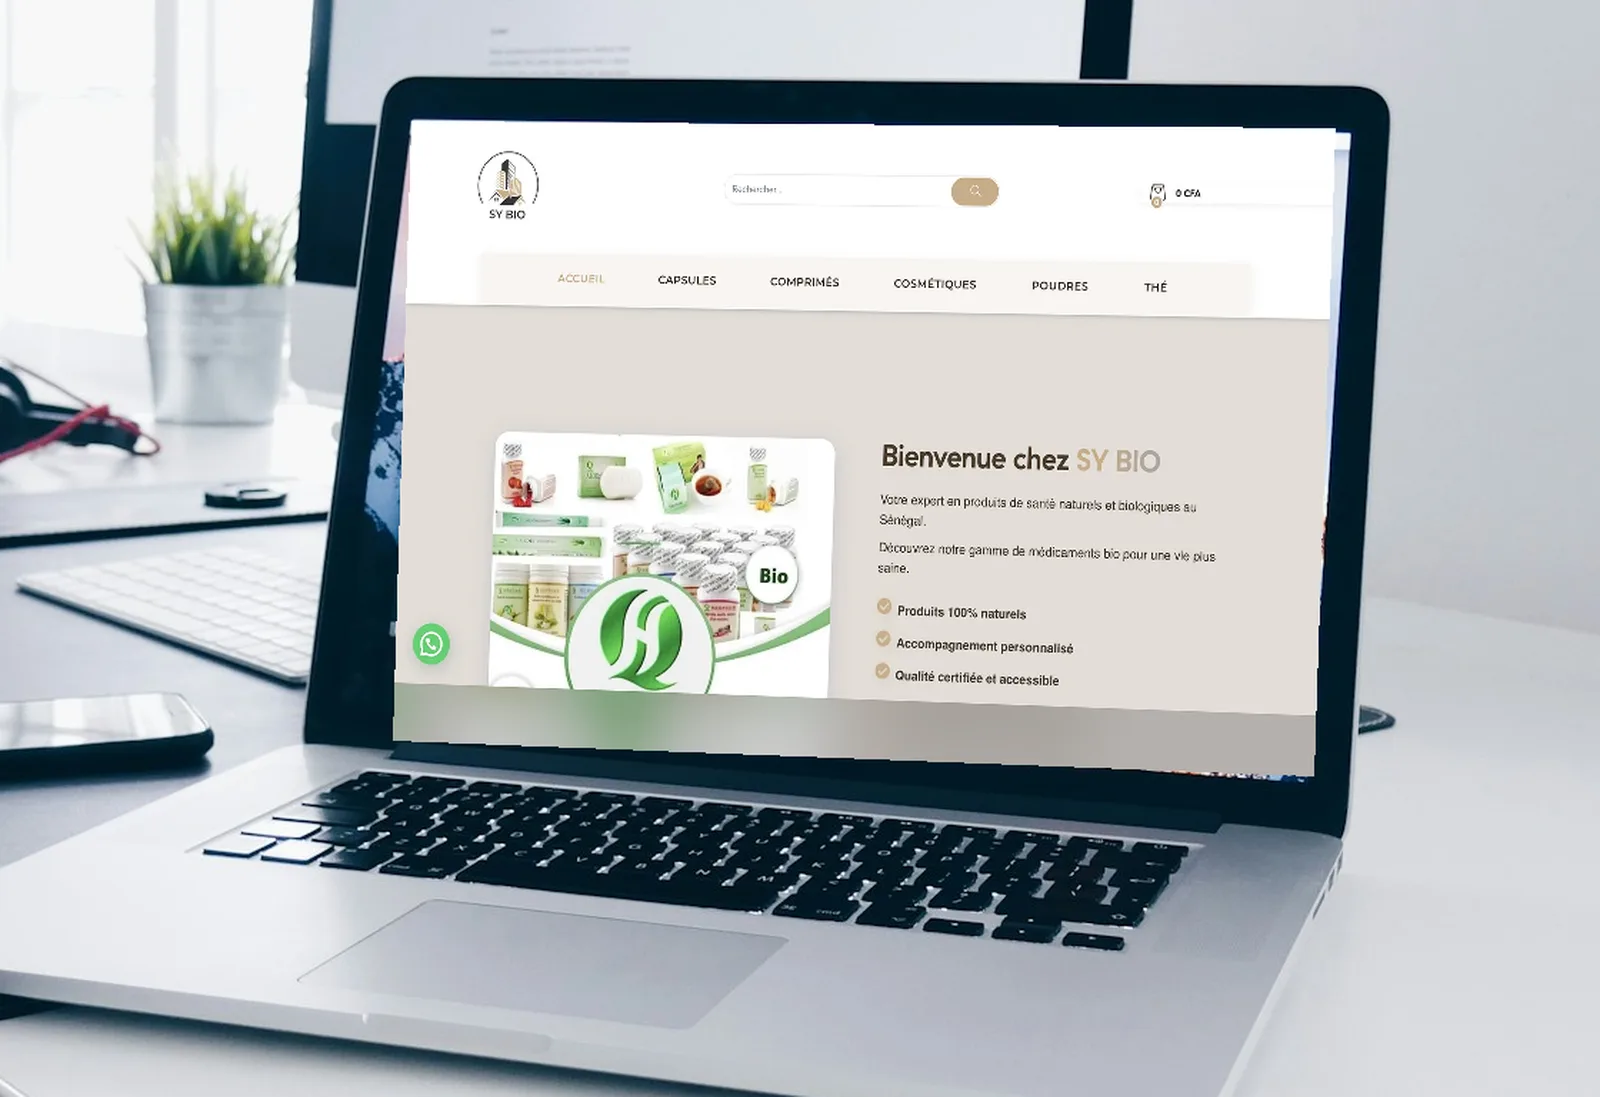 SY BIO
Rechercher...
0 CFA
0
ACCUEIL
CAPSULES
COMPRIMÉS
COSMÉTIQUES
POUDRES
THÉ
Bienvenue chez SY BIO
Votre expert en produits de santé naturels et biologiques au
Sénégal.
Découvrez notre gamme de médicaments bio pour une vie plus
saine.
Produits 100% naturels
Accompagnement personnalisé
Qualité certifiée et accessible
Bio
cmd